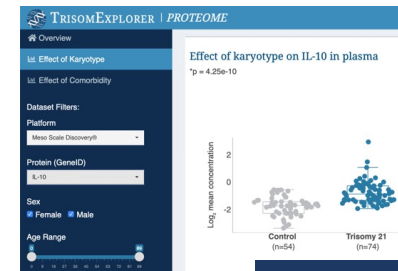 TrisomExplorer | PROTEOME
Overview
Effect of Karyotype
Effect of Comorbidity
Dataset Filters:
Platform
Meso Scale Discovery®
Protein (GeneID)
IL-10
Sex
Female Male
Age Range
0
Effect of karyotype on IL-10 in plasma
*p = 4.25e-10
Log2 mean concentration
2
0
-2
Control
(n=54)
Trisomy 21
(n=74)